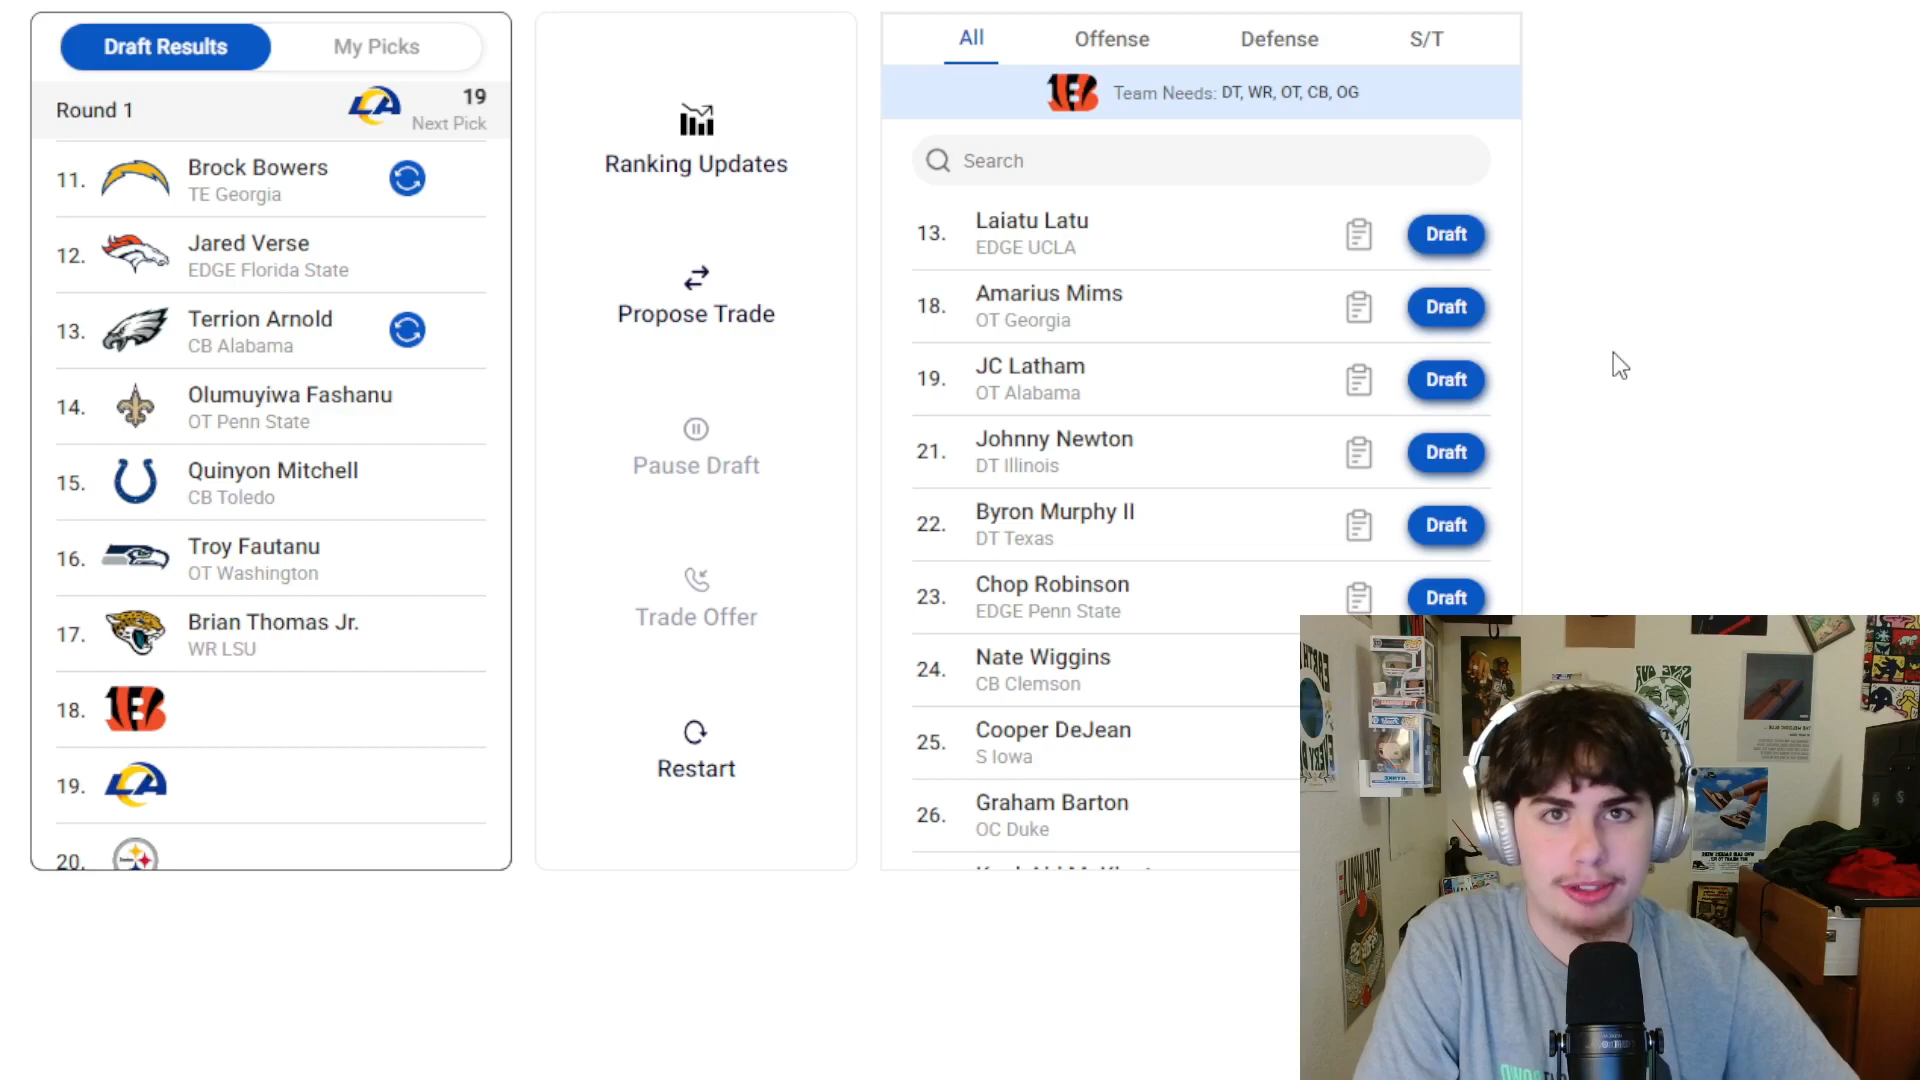 Draft Results
My Picks
Round 1
19
Next Pick
11.
Brock Bowers
TE Georgia
12.
Jared Verse
EDGE Florida State
13.
Terrion Arnold
CB Alabama
14.
Olumuyiwa Fashanu
OT Penn State
15.
Quinyon Mitchell
CB Toledo
16.
Troy Fautanu
OT Washington
17.
Brian Thomas Jr.
WR LSU
18.
19.
20.
Ranking Updates
Propose Trade
Pause Draft
Trade Offer
Restart
All
Offense
Defense
S/T
Team Needs: DT, WR, OT, CB, OG
Search
13.
Laiatu Latu
EDGE UCLA
Draft
18.
Amarius Mims
OT Georgia
Draft
19.
JC Latham
OT Alabama
Draft
21.
Johnny Newton
DT Illinois
Draft
22.
Byron Murphy II
DT Texas
Draft
23.
Chop Robinson
EDGE Penn State
Draft
24.
Nate Wiggins
CB Clemson
25.
Cooper DeJean
S Iowa
26.
Graham Barton
OC Duke